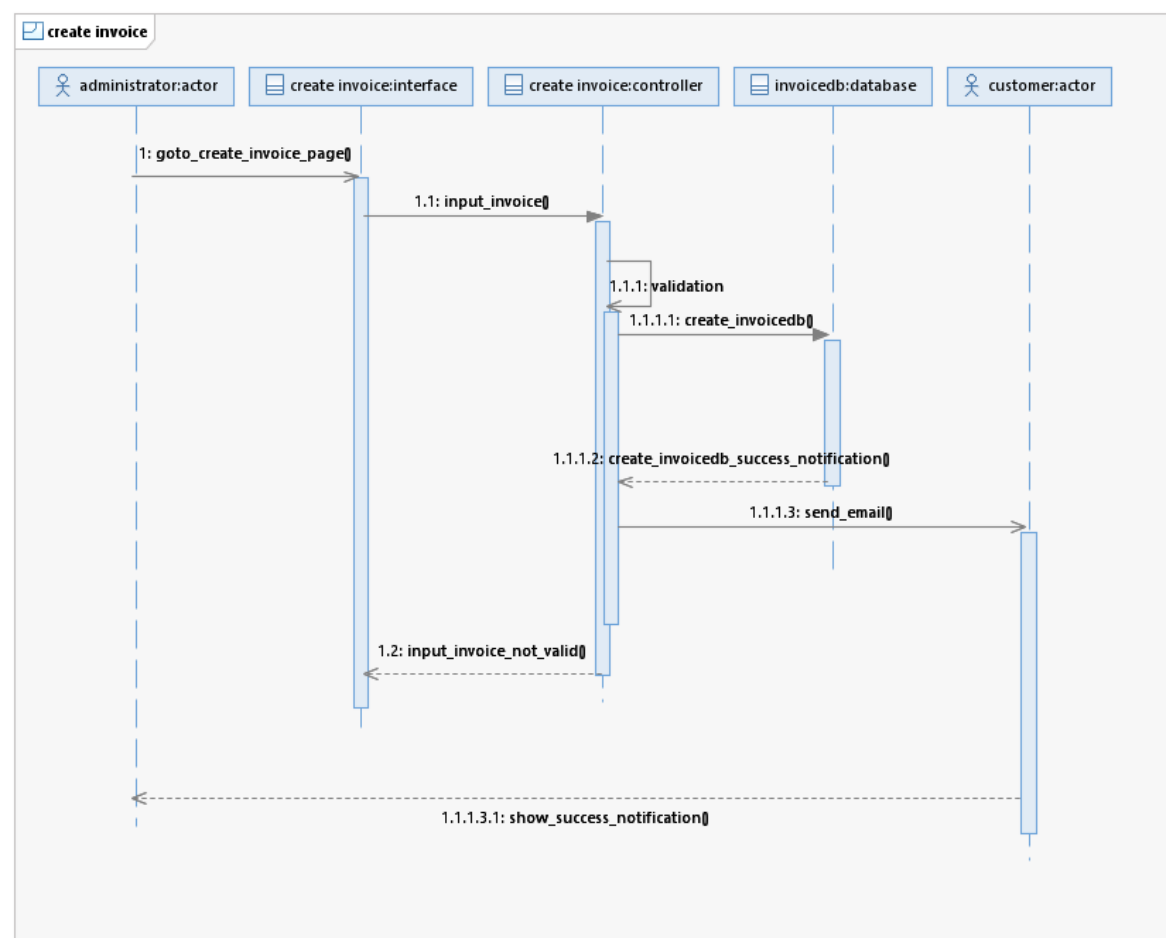 create invoice
administrator:actor
create invoice:interface
create invoice:controller
invoicedb:database
customer:actor
1: goto_create_invoice_page()
1.1: input_invoice()
1.1.1: validation
1.1.1.1: create_invoicedb()
1.1.1.2: create_invoicedb_success_notification()
1.1.1.3: send_email()
1.2: input_invoice_not_valid()
1.1.1.3.1: show_success_notification()